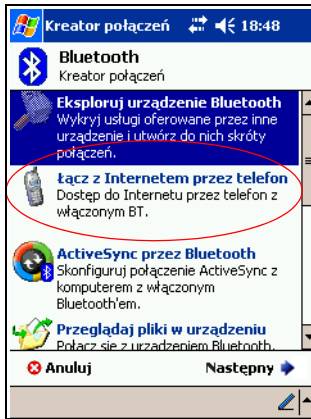 Kreator połączeń 18:48
Bluetooth
Kreator połączeń
Eksploruj urządzenie Bluetooth
Wykryj usługi oferowane przez inne
urządzenie i utwórz do nich skróty
połączeń.
Łącz z Internetem przez telefon
Dostęp do Internetu przez telefon z
włączonym BT.
ActiveSync przez Bluetooth
Skonfiguruj połączenie ActiveSync z
komputerem z włączonym
Bluetooth'em.
Przeglądaj pliki w urządzeniu
Połącz się z urządzeniem Bluetooth,
Anuluj Następny